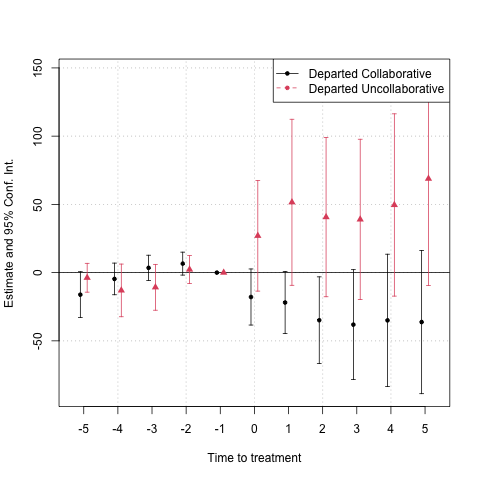 Departed Collaborative
Departed Uncollaborative
Estimate and 95% Conf. Int.
150
100
50
0
-50
-5 -4 -3 -2 -1 0 1 2 3 4 5
Time to treatment